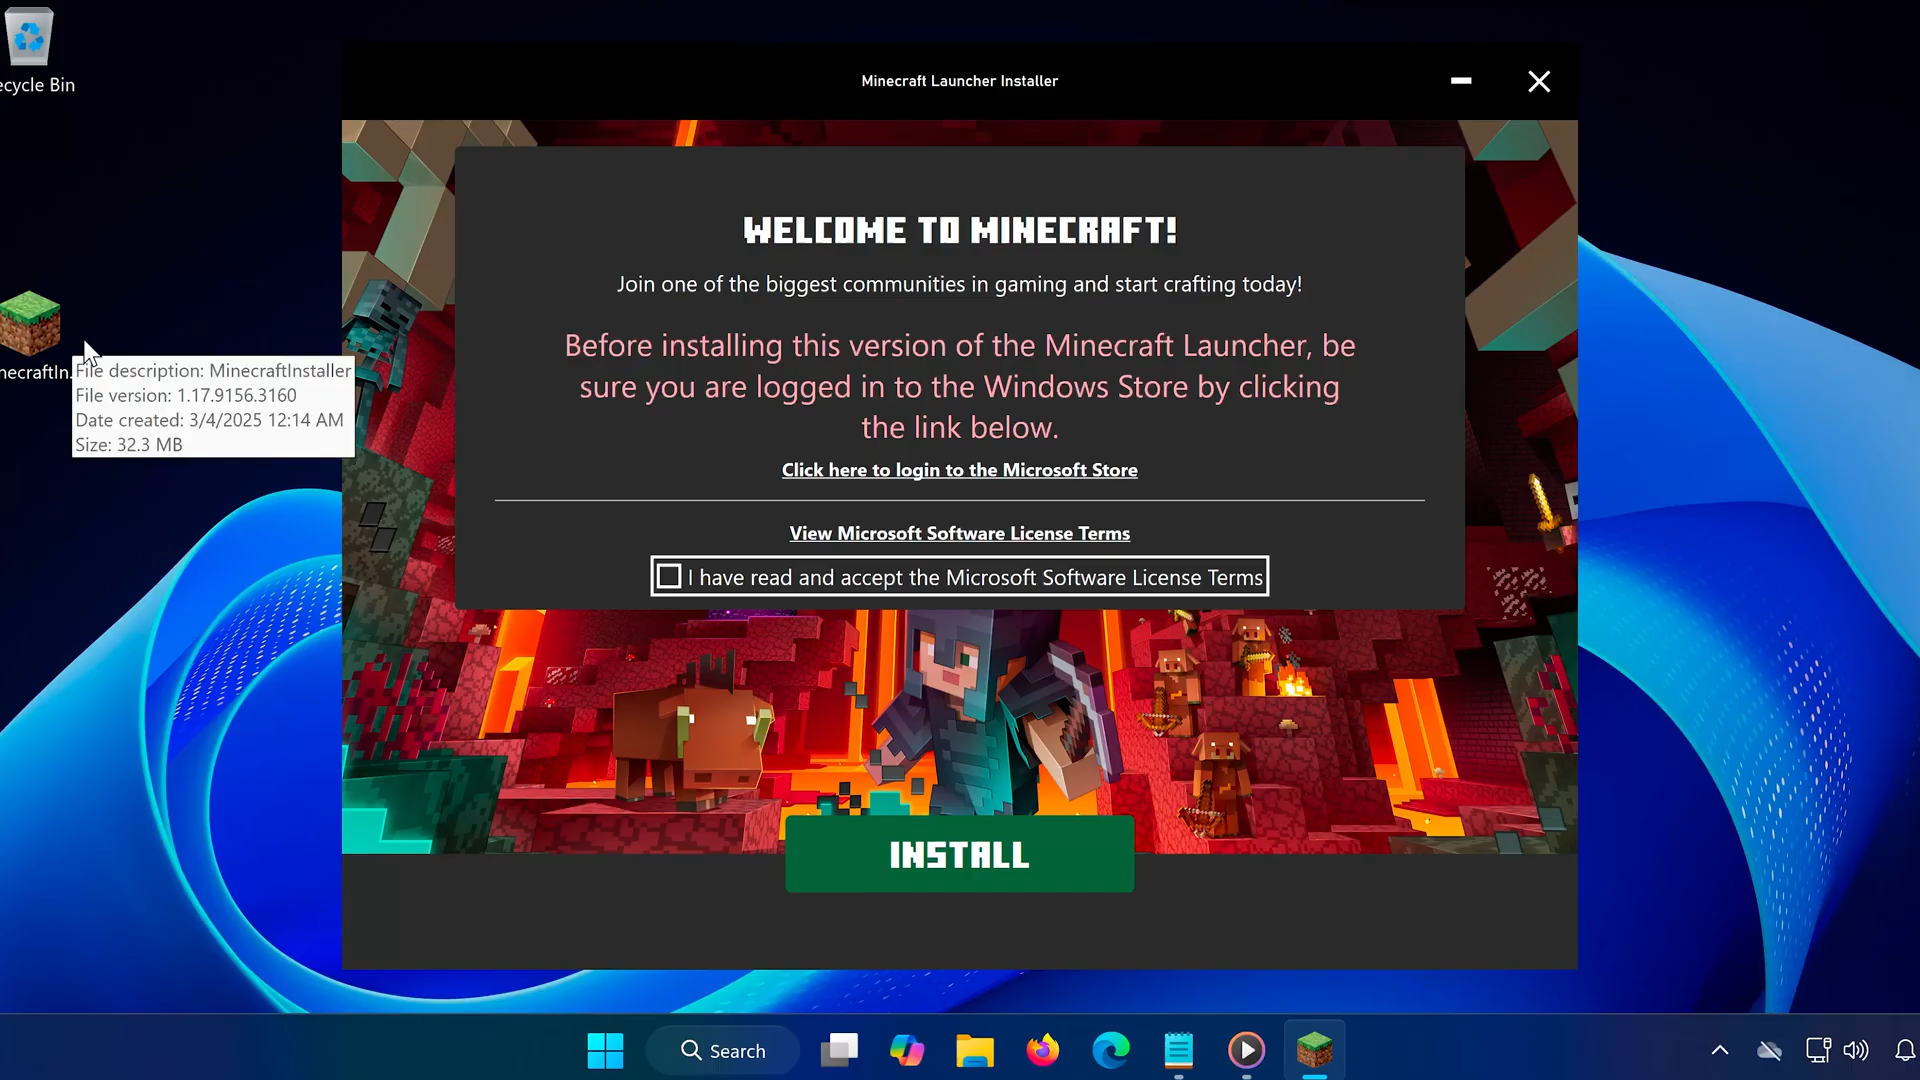 ecycle Bin
Minecraft Launcher Installer
WELCOME TO MINECRAFT!
Join one of the biggest communities in gaming and start crafting today!
Before installing this version of the Minecraft Launcher, be
sure you are logged in to the Windows Store by clicking
the link below.
Click here to login to the Microsoft Store
View Microsoft Software License Terms
I have read and accept the Microsoft Software License Terms
INSTALL
necraftIn...
File description: MinecraftInstaller
File version: 1.17.9156.3160
Date created: 3/4/2025 12:14 AM
Size: 32.3 MB
Search